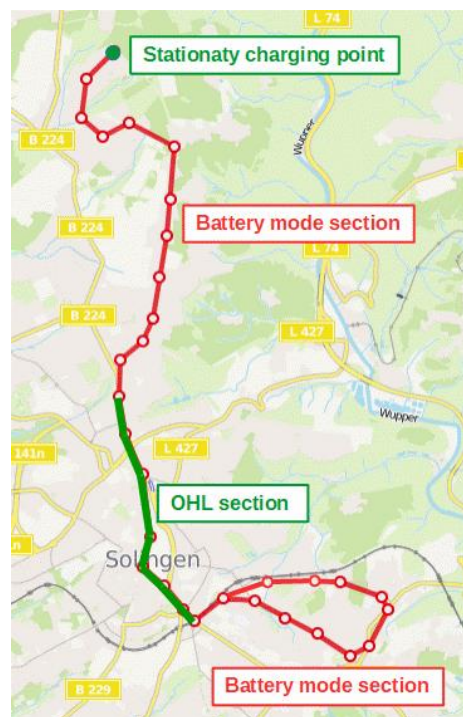 L 74
Stationaty charging point
B 224
Wupper
L 74
Battery mode section
B 224
L 74
B 224
L 427
Wupper
L 427
141n
OHL section
n
Solingen
Battery mode section
B 229